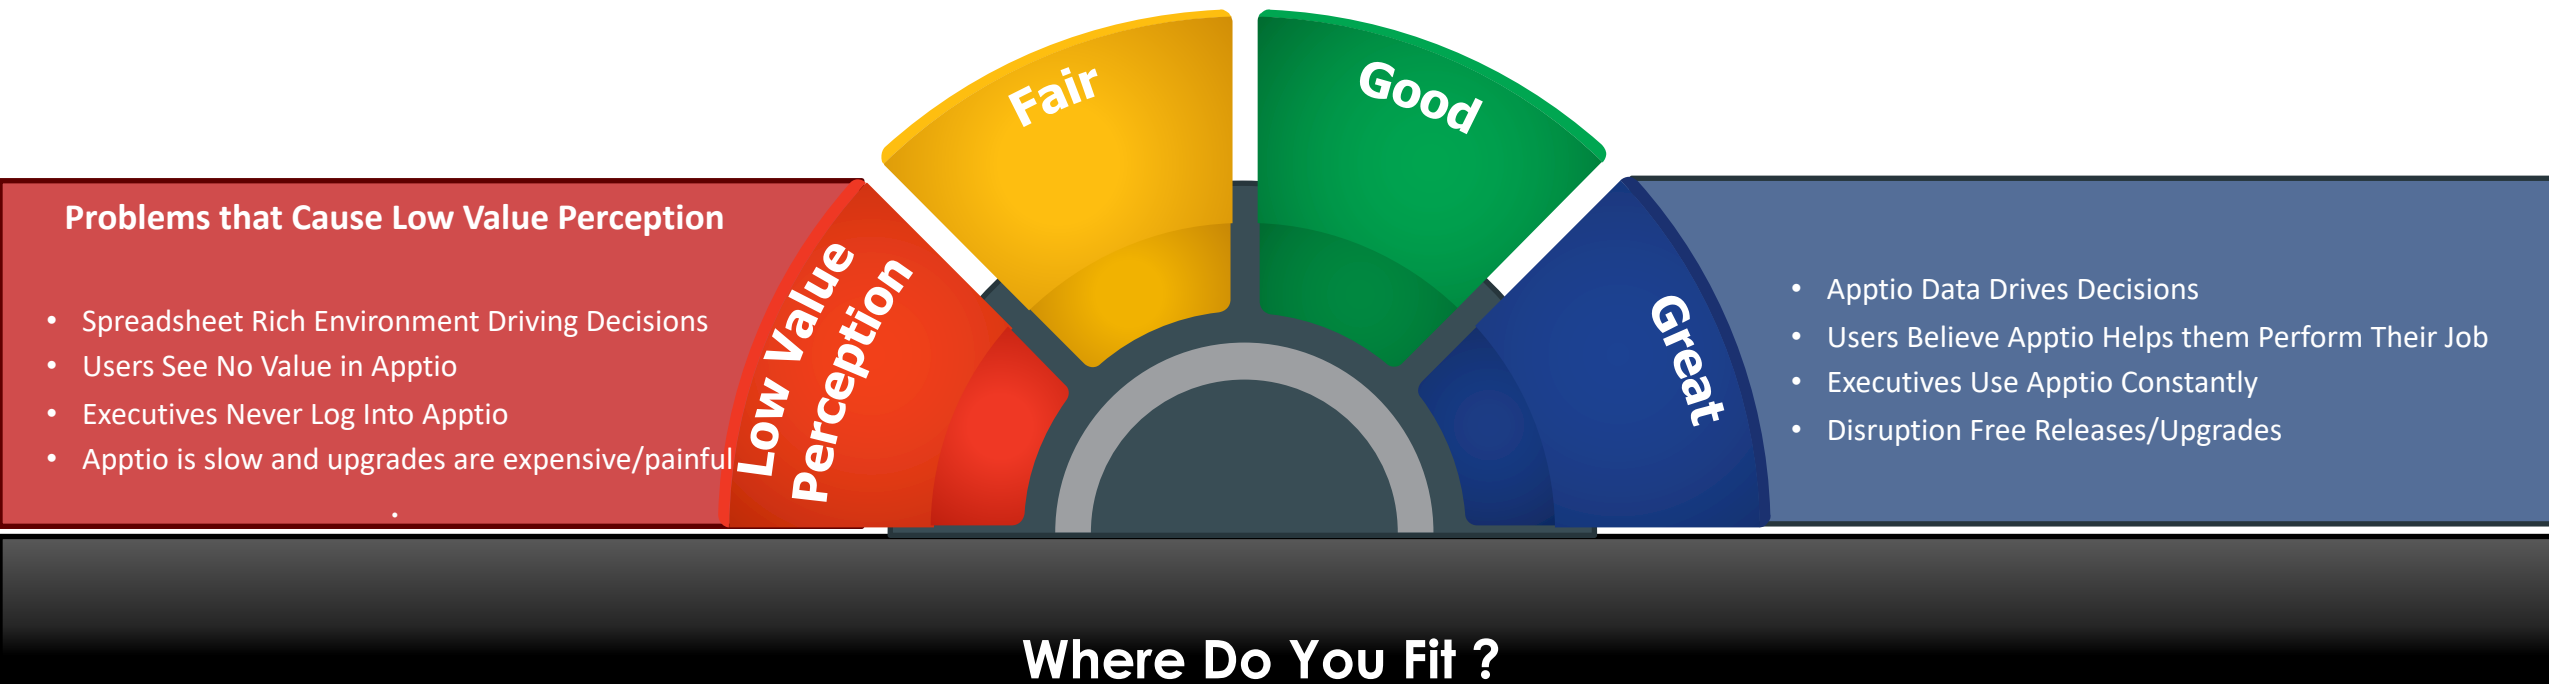 Fair
Good
Problems that Cause Low Value Perception
• Spreadsheet Rich Environment Driving Decisions
• Users See No Value in Apptio
• Executives Never Log Into Apptio
• Apptio is slow and upgrades are expensive/painful
.
Low Value
Perception
Great
• Apptio Data Drives Decisions
• Users Believe Apptio Helps them Perform Their Job
• Executives Use Apptio Constantly
• Disruption Free Releases/Upgrades
Where Do You Fit ?